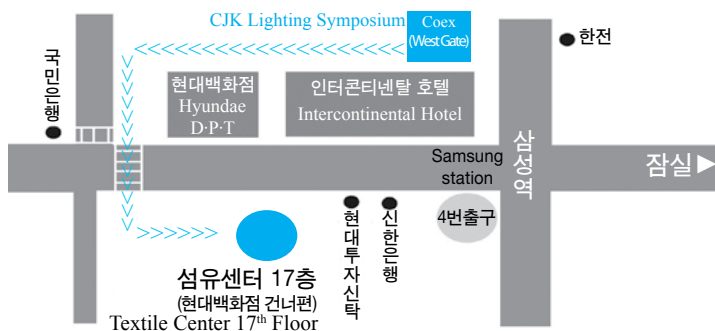 CJK Lighting Symposium
Coex
(West Gate)
한전
국민은행
현대백화점
Hyundae
D·P·T
인터콘티넨탈 호텔
Intercontinental Hotel
Samsung
station
삼성역
잠실 ▶
현대투자신탁
신한은행
4번출구
섬유센터 17층
(현대백화점 건너편)
Textile Center 17th Floor